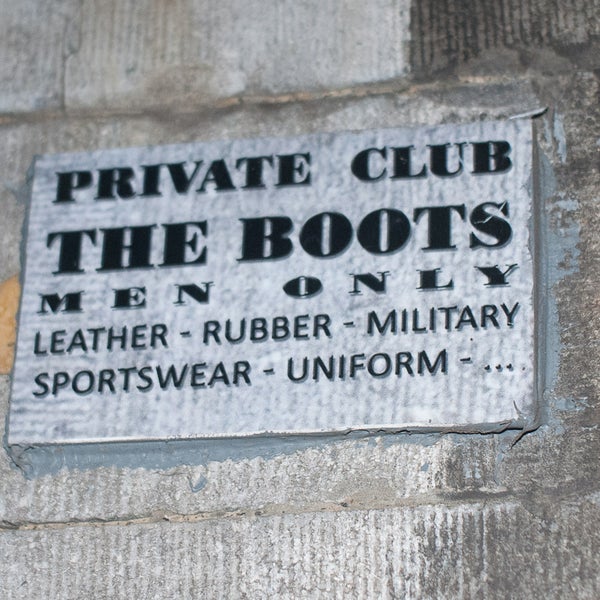 PRIVATE CLUB
THE BOOTS
MEN ONLY
LEATHER - RUBBER - MILITARY
SPORTSWEAR - UNIFORM - ...